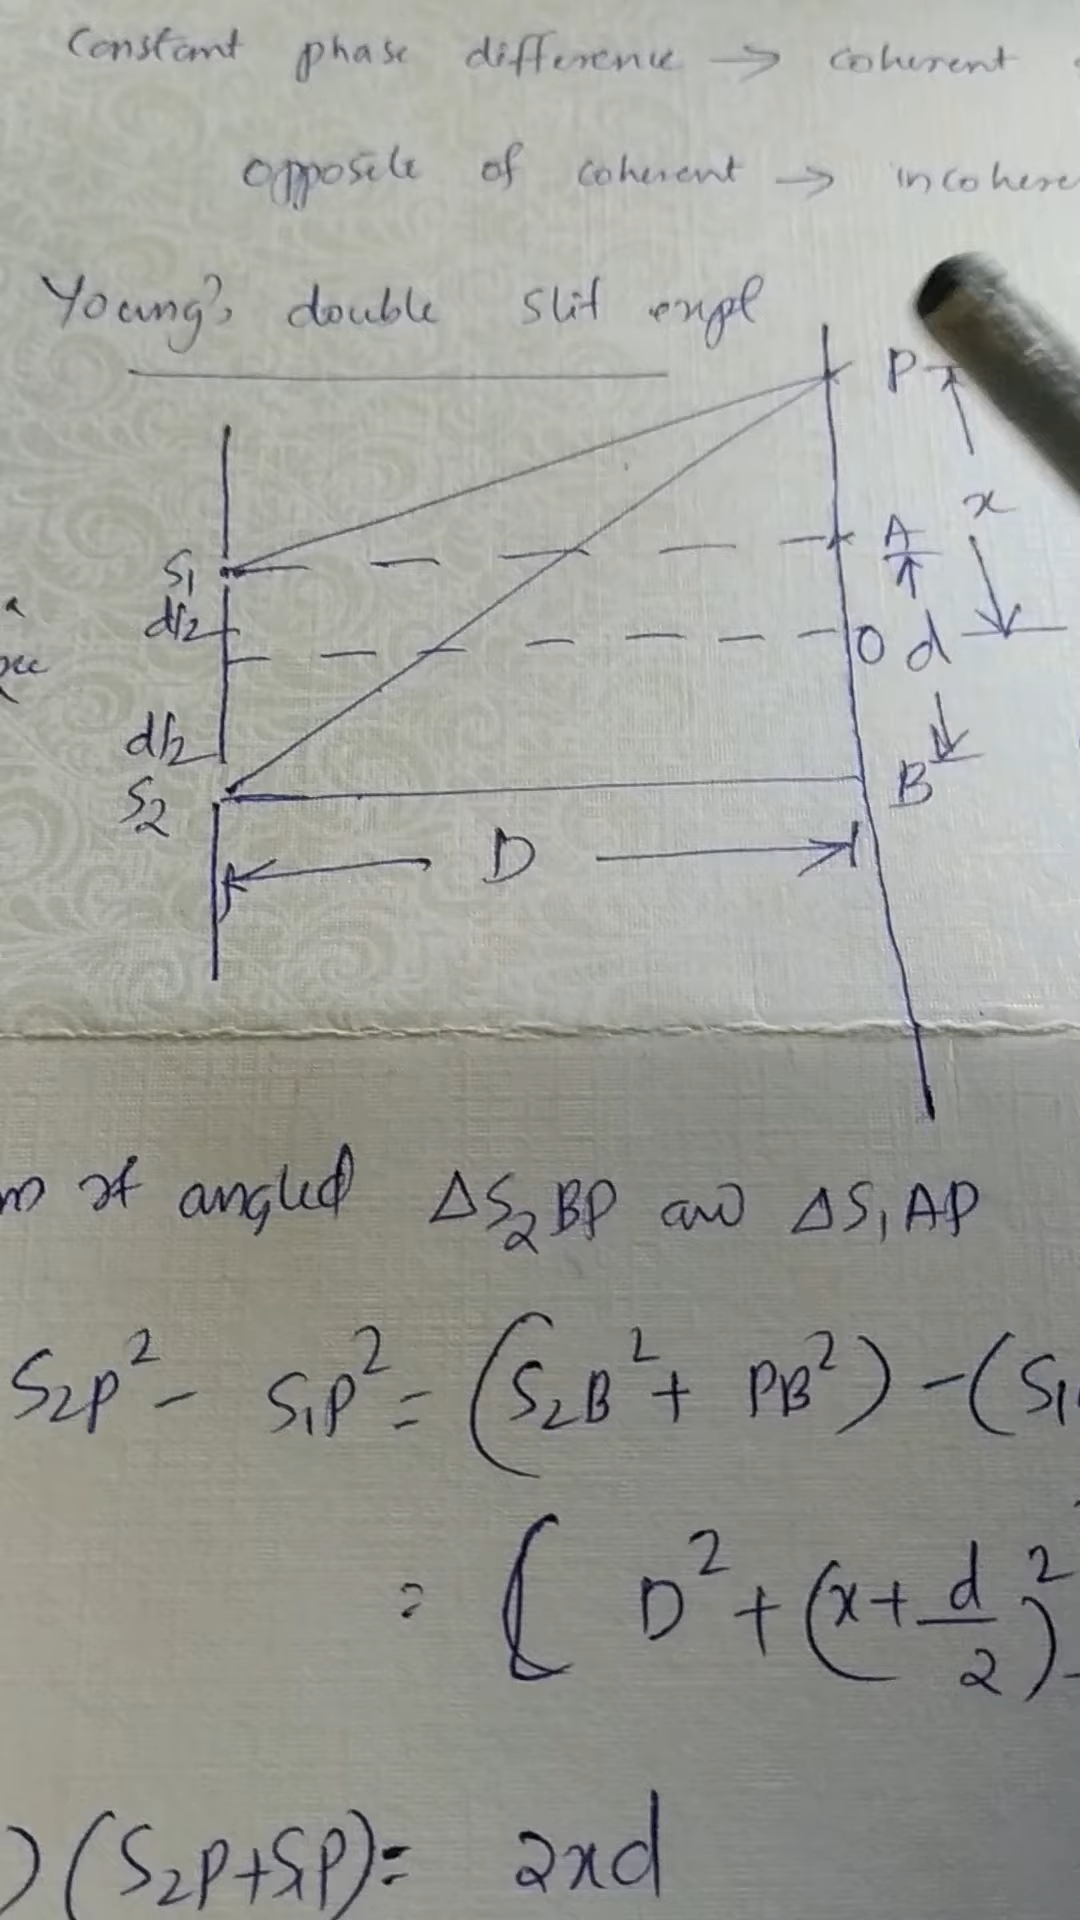 Constant phase difference → coherent
opposite of coherent → incohere
Young's double slit expt
P
x
A
S1
d/2
O d
d/2
B
S2
D
rt angled ΔS2BP and ΔS1AP
S2P² - S1P² = (S2B² + PB²) - (S1
= ( D² + (x + d/2)² -
) (S2P+S1P) = 2xd